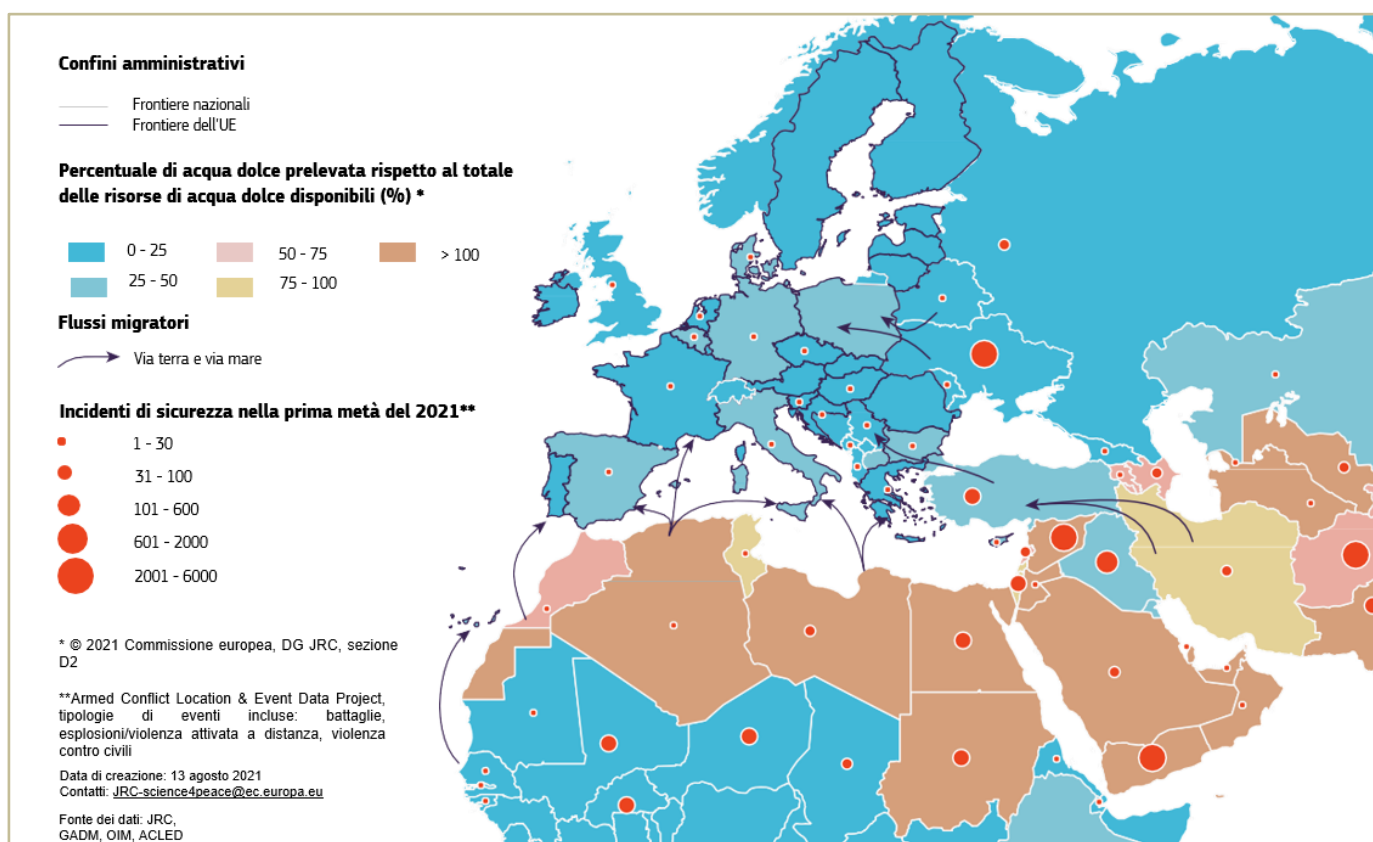 Confini amministrativi
Frontiere nazionali
Frontiere dell'UE
Percentuale di acqua dolce prelevata rispetto al totale
delle risorse di acqua dolce disponibili (%) *
0 - 25
50 - 75
> 100
25 - 50
75 - 100
Flussi migratori
Via terra e via mare
Incidenti di sicurezza nella prima metà del 2021**
1 - 30
31 - 100
101 - 600
601 - 2000
2001 - 6000
* © 2021 Commissione europea, DG JRC, sezione
D2
**Armed Conflict Location & Event Data Project,
tipologie di eventi incluse: battaglie,
esplosioni/violenza attivata a distanza, violenza
contro civili
Data di creazione: 13 agosto 2021
Contatti: JRC-science4peace@ec.europa.eu
Fonte dei dati: JRC,
GADM, OIM, ACLED